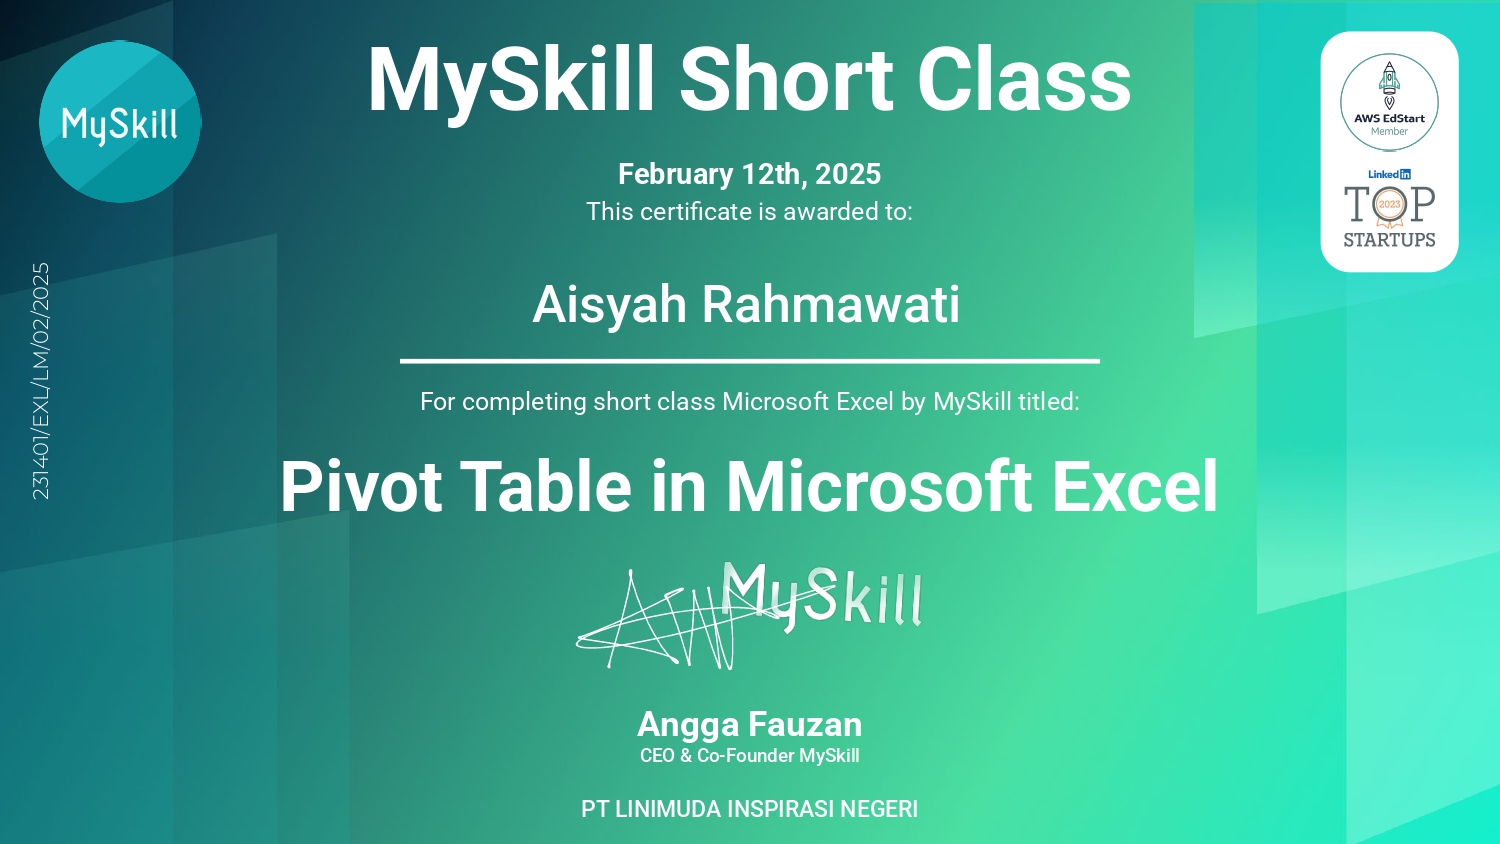 MySkill Short Class
MySkill
AWS EdStart
Member
LinkedIn
TOP
2023
STARTUPS
February 12th, 2025
This certificate is awarded to:
Aisyah Rahmawati
231401/EXL/LM/02/2025
For completing short class Microsoft Excel by MySkill titled:
Pivot Table in Microsoft Excel
MySkill
Angga Fauzan
CEO & Co-Founder MySkill
PT LINIMUDA INSPIRASI NEGERI